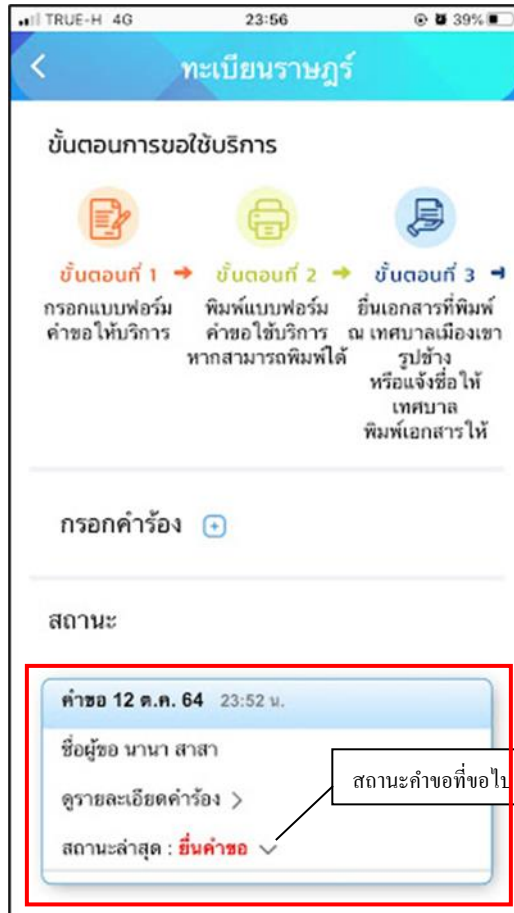 TRUE-H 4G 23:56 39%
ทะเบียนราษฎร์
ขั้นตอนการขอใช้บริการ
ขั้นตอนที่ 1
กรอกแบบฟอร์ม
คำขอให้บริการ
ขั้นตอนที่ 2
พิมพ์แบบฟอร์ม
คำขอใช้บริการ
หากสามารถพิมพ์ได้
ขั้นตอนที่ 3
ยื่นเอกสารที่พิมพ์
ณ เทศบาลเมืองเขา
รูปช้าง
หรือแจ้งชื่อให้
เทศบาล
พิมพ์เอกสารให้
กรอกคำร้อง
สถานะ
คำขอ 12 ต.ค. 64 23:52 น.
ชื่อผู้ขอ นานา สาสา
ดูรายละเอียดคำร้อง >
สถานะคำขอที่ขอไป
สถานะล่าสุด : ยื่นคำขอ